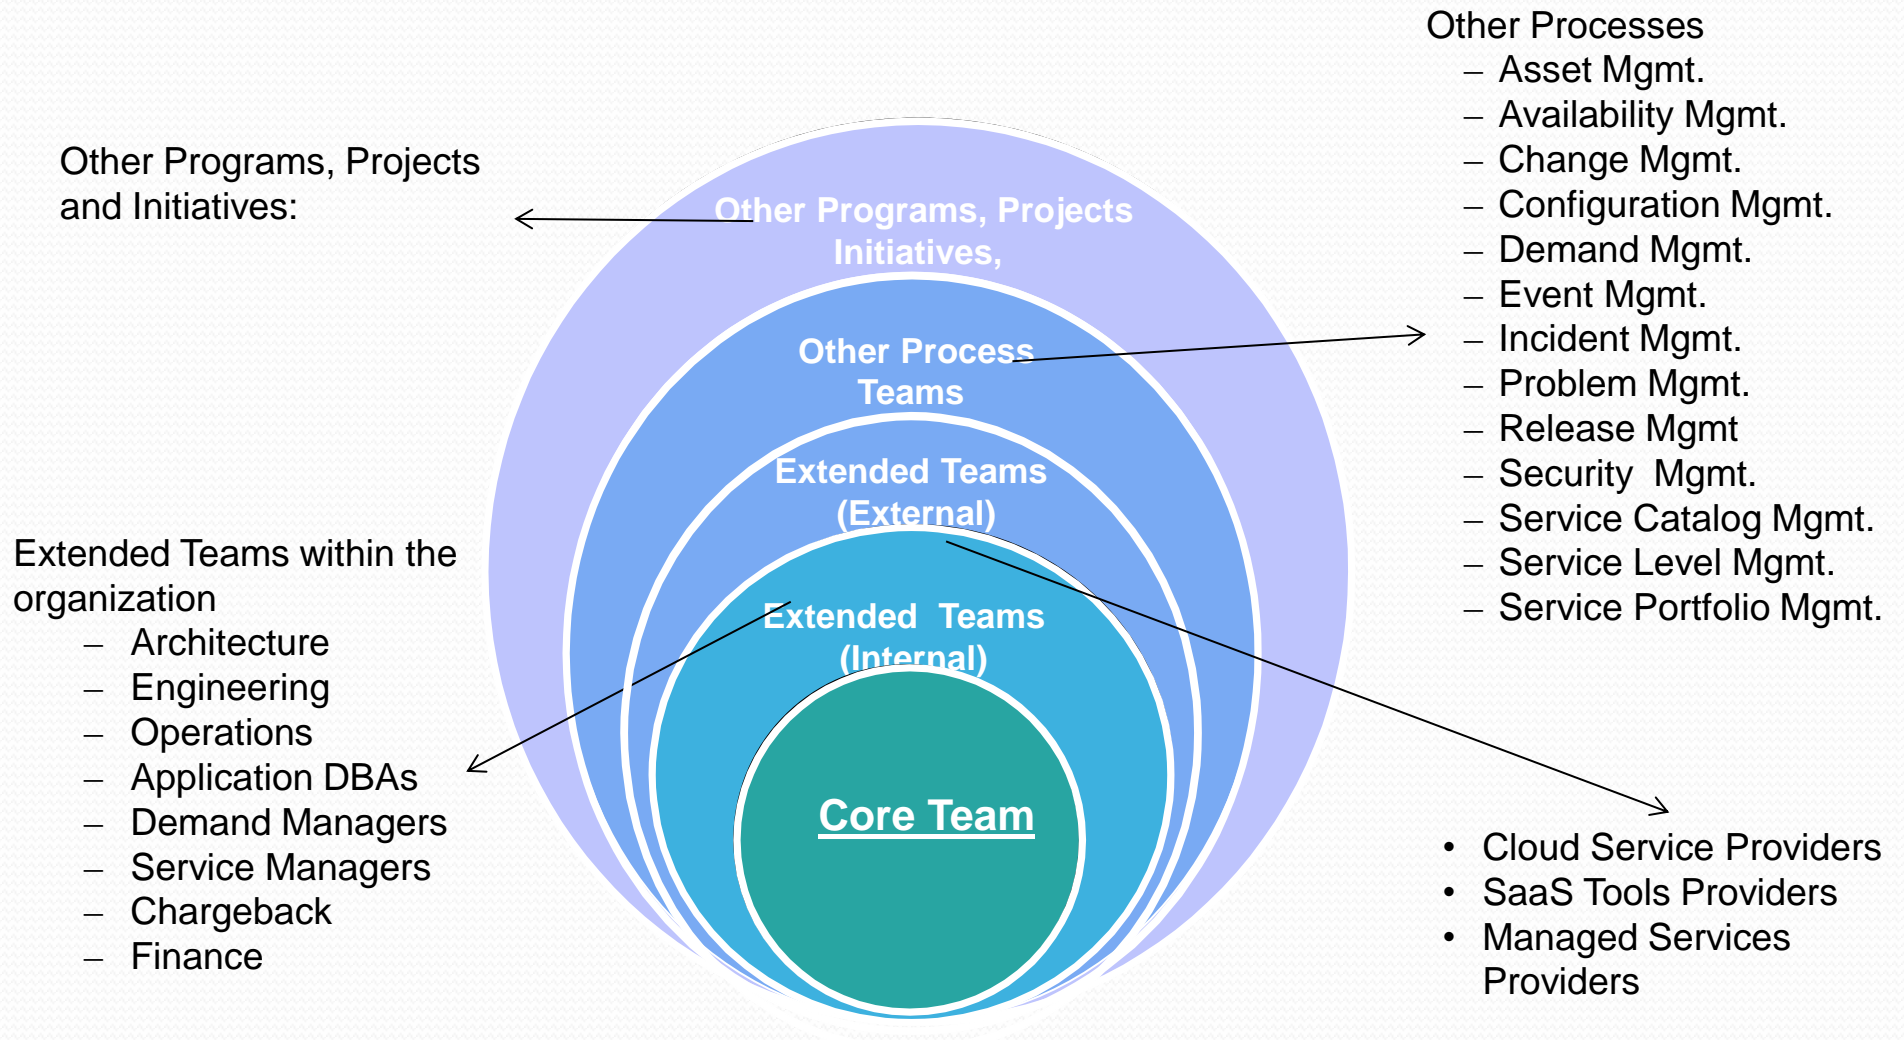 Other Programs, Projects
and Initiatives:
Extended Teams within the
organization
– Architecture
– Engineering
– Operations
– Application DBAs
– Demand Managers
– Service Managers
– Chargeback
– Finance
Other Programs, Projects
Initiatives,
Other Process
Teams
Extended Teams
(External)
Extended Teams
(Internal)
Core Team
Other Processes
– Asset Mgmt.
– Availability Mgmt.
– Change Mgmt.
– Configuration Mgmt.
– Demand Mgmt.
– Event Mgmt.
– Incident Mgmt.
– Problem Mgmt.
– Release Mgmt
– Security Mgmt.
– Service Catalog Mgmt.
– Service Level Mgmt.
– Service Portfolio Mgmt.
• Cloud Service Providers
• SaaS Tools Providers
• Managed Services
Providers